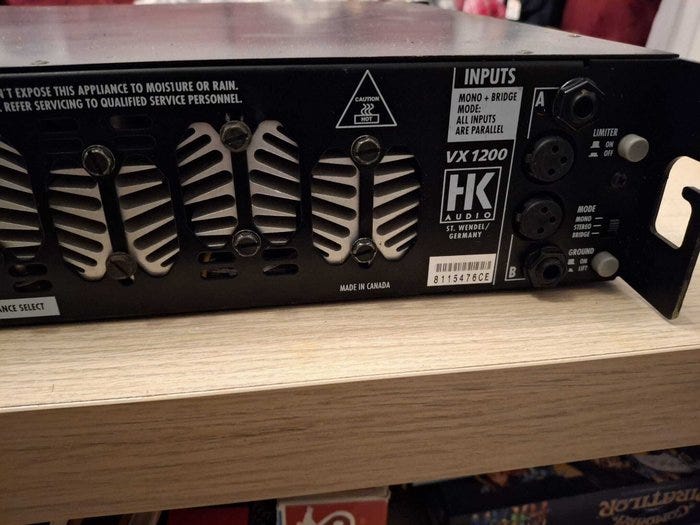 'T EXPOSE THIS APPLIANCE TO MOISTURE OR RAIN.
REFER SERVICING TO QUALIFIED SERVICE PERSONNEL.
CAUTION
HOT
INPUTS
MONO + BRIDGE
MODE:
ALL INPUTS
ARE PARALLEL
A
LIMITER
ON
OFF
VX 1200
HK
AUDIO
ST. WENDEL/
GERMANY
MODE
MONO
STEREO
BRIDGE
GROUND
ON
LIFT
B
8115476CE
MADE IN CANADA
ANCE SELECT